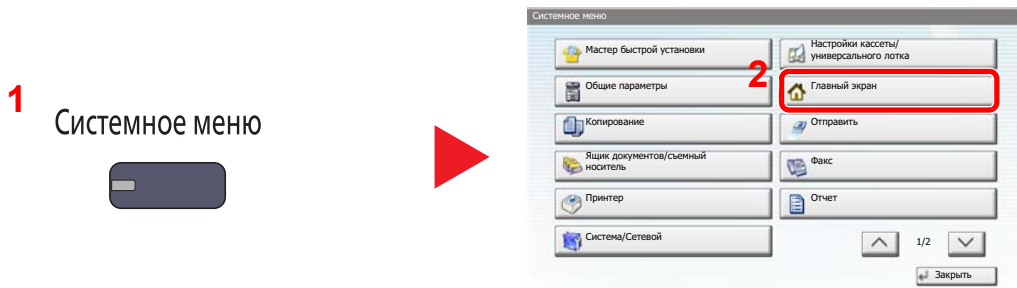 1
Системное меню
Системное меню
Мастер быстрой установки
Настройки кассеты/
универсального лотка
2
Общие параметры
Главный экран
Копирование
Отправить
Ящик документов/съемный
носитель
Факс
Принтер
Отчет
Система/Сетевой
1/2
Закрыть